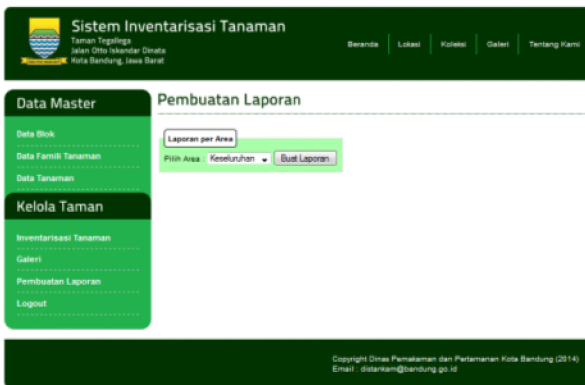 Sistem Inventarisasi Tanaman
Taman Tegallega
Jalan Otto Iskandar Dinata
Kota Bandung, Jawa Barat
Beranda
Lokasi
Koleksi
Galeri
Tentang Kami
Data Master
Data Blok
Data Famili Tanaman
Data Tanaman
Kelola Taman
Inventarisasi Tanaman
Galeri
Pembuatan Laporan
Logout
Pembuatan Laporan
Laporan per Area
Pilih Area : Keseluruhan Buat Laporan
Copyright Dinas Pemakaman dan Pertamanan Kota Bandung (2014)
Email : distankam@bandung.go.id